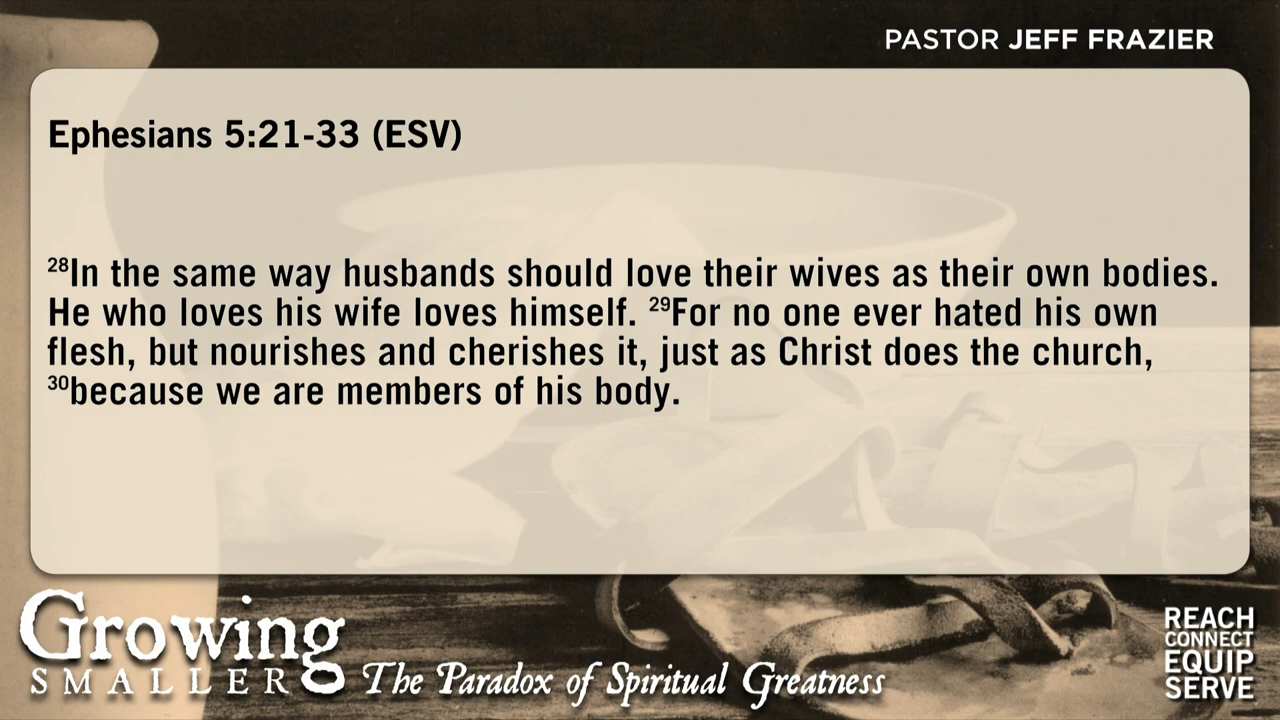 PASTOR JEFF FRAZIER
Ephesians 5:21-33 (ESV)
²⁸In the same way husbands should love their wives as their own bodies.
He who loves his wife loves himself. ²⁹For no one ever hated his own
flesh, but nourishes and cherishes it, just as Christ does the church,
³⁰because we are members of his body.
Growing
SMALLER The Paradox of Spiritual Greatness
REACH
CONNECT
EQUIP
SERVE